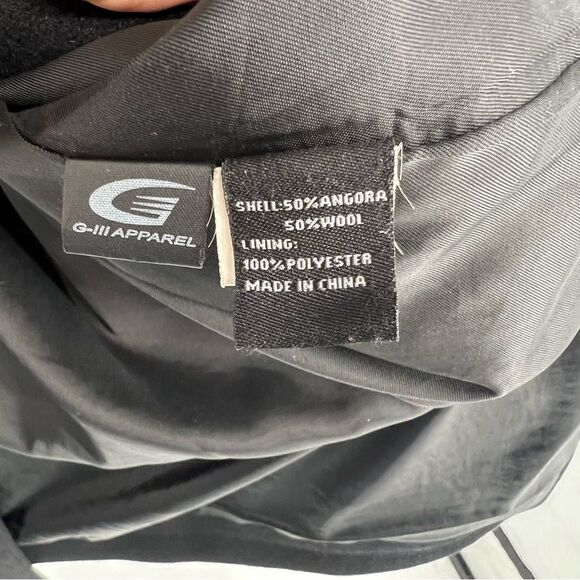 G-III APPAREL
SHELL:50%ANGORA
50%WOOL
LINING:
100%POLYESTER
MADE IN CHINA